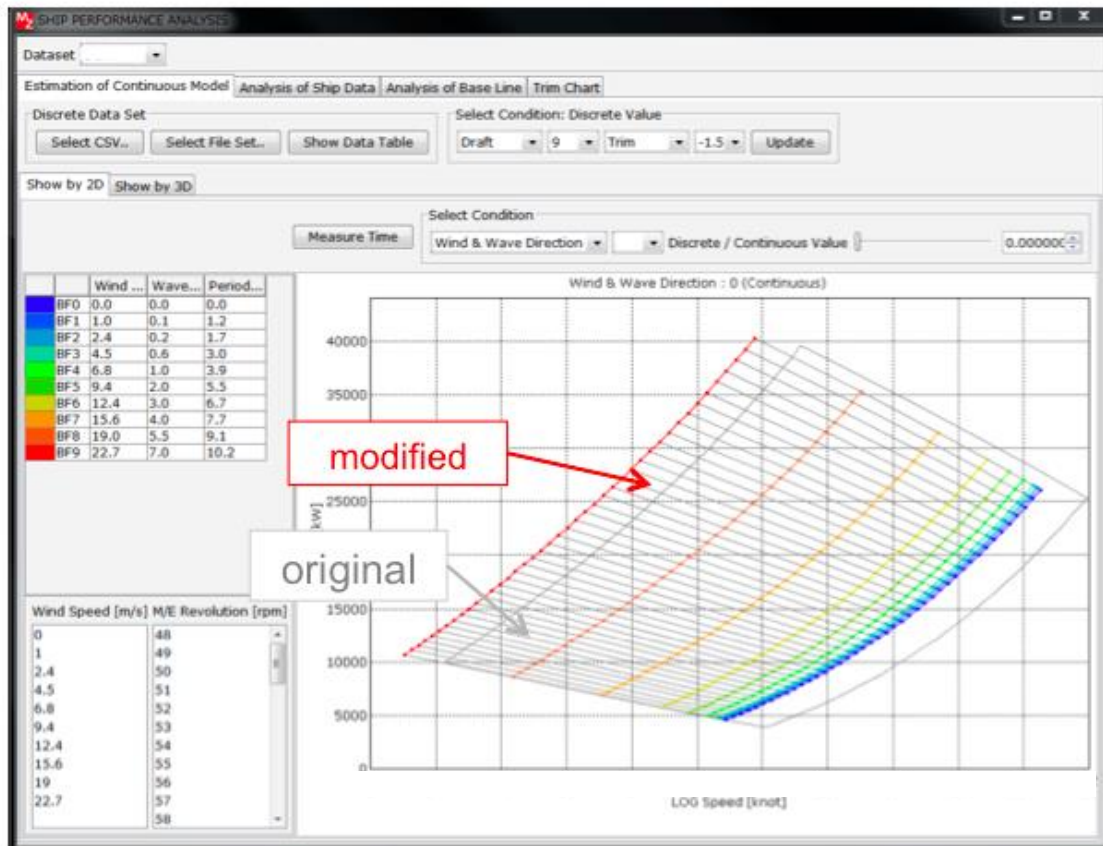 MZ SHIP PERFORMANCE ANALYSIS
Dataset
Estimation of Continuous Model Analysis of Ship Data Analysis of Base Line Trim Chart
Discrete Data Set Select Condition: Discrete Value
Select CSV.. Select File Set.. Show Data Table Draft 9 Trim -1.5 Update
Show by 2D Show by 3D
Select Condition
Measure Time Wind & Wave Direction Discrete / Continuous Value 0.000000
Wind ... Wave... Period...
BF0 0.0 0.0 0.0
BF1 1.0 0.1 1.2
BF2 2.4 0.2 1.7
BF3 4.5 0.6 3.0
BF4 6.8 1.0 3.9
BF5 9.4 2.0 5.5
BF6 12.4 3.0 6.7
BF7 15.6 4.0 7.7
BF8 19.0 5.5 9.1
BF9 22.7 7.0 10.2
Wind & Wave Direction : 0 (Continuous)
40000
35000
modified
25000
kW]
original
15000
10000
5000
0
LOG Speed [knot]
Wind Speed [m/s] M/E Revolution [rpm]
0 48
1 49
2.4 50
4.5 51
6.8 52
9.4 53
12.4 54
15.6 55
19 56
22.7 57
58